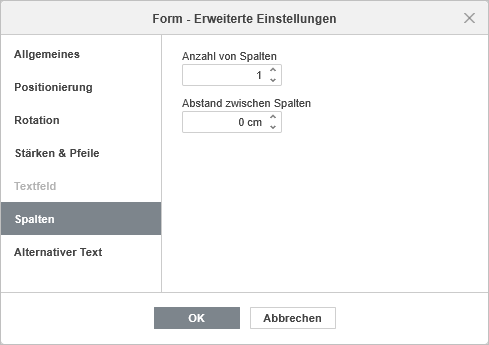 Form - Erweiterte Einstellungen
Allgemeines
Positionierung
Rotation
Stärken & Pfeile
Textfeld
Spalten
Alternativer Text
Anzahl von Spalten
1
Abstand zwischen Spalten
0 cm
OK
Abbrechen